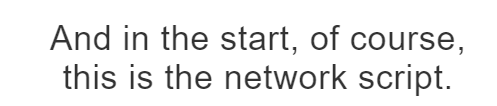 And in the start, of course,
this is the network script.